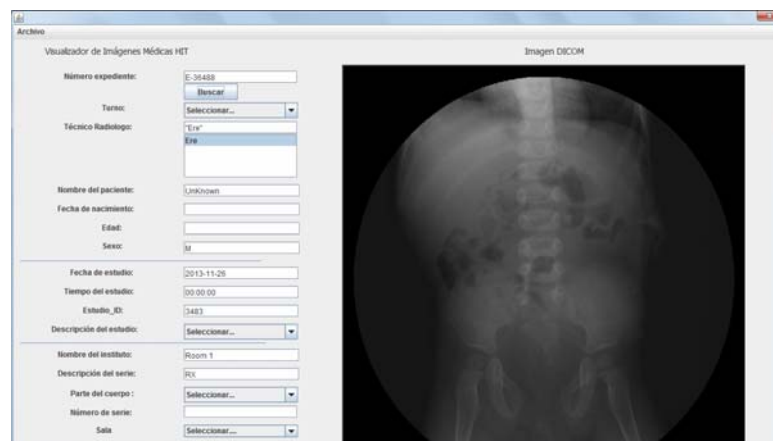 Archivo
Visualizador de Imágenes Médicas HIT
Imagen DICOM
Número expediente: E-36488
Buscar
Turno: Seleccionar...
Técnico Radiologo: "Ere"
Ere
Nombre del paciente: UnKnown
Fecha de nacimiento:
Edad:
Sexo: M
Fecha de estudio: 2013-11-26
Tiempo del estudio: 00:00:00
Estudio_ID: 3483
Descripción del estudio: Seleccionar...
Nombre del instituto: Room 1
Descripción del serie: RX
Parte del cuerpo : Seleccionar...
Número de serie:
Sala Seleccionar...